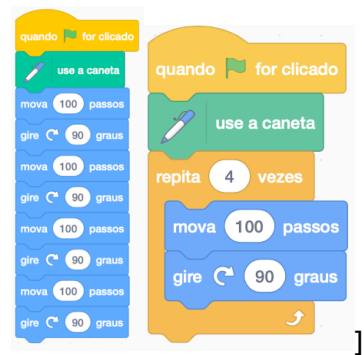 quando for clicado
use a caneta
mova 100 passos
gire 90 graus
mova 100 passos
gire 90 graus
mova 100 passos
gire 90 graus
mova 100 passos
gire 90 graus
quando for clicado
use a caneta
repita 4 vezes
mova 100 passos
gire 90 graus
]